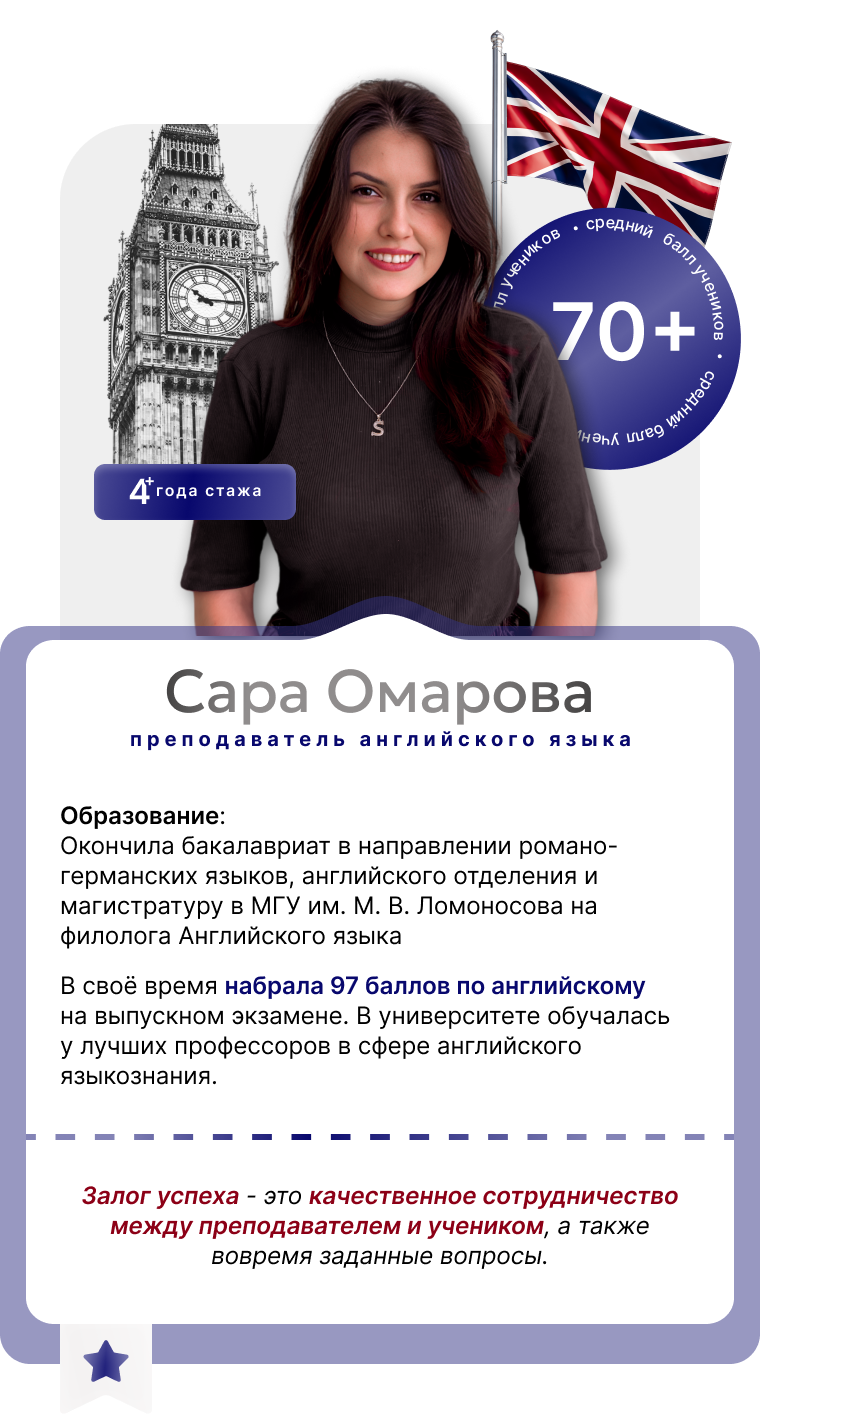 • средний балл учеников • средний балл
лл учеников
70+
S
4+ года стажа
Сара Омарова
преподаватель английского языка
Образование:
Окончила бакалавриат в направлении романо-
германских языков, английского отделения и
магистратуру в МГУ им. М. В. Ломоносова на
филолога Английского языка
В своё время набрала 97 баллов по английскому
на выпускном экзамене. В университете обучалась
у лучших профессоров в сфере английского
языкознания.
Залог успеха - это качественное сотрудничество
между преподавателем и учеником, а также
вовремя заданные вопросы.